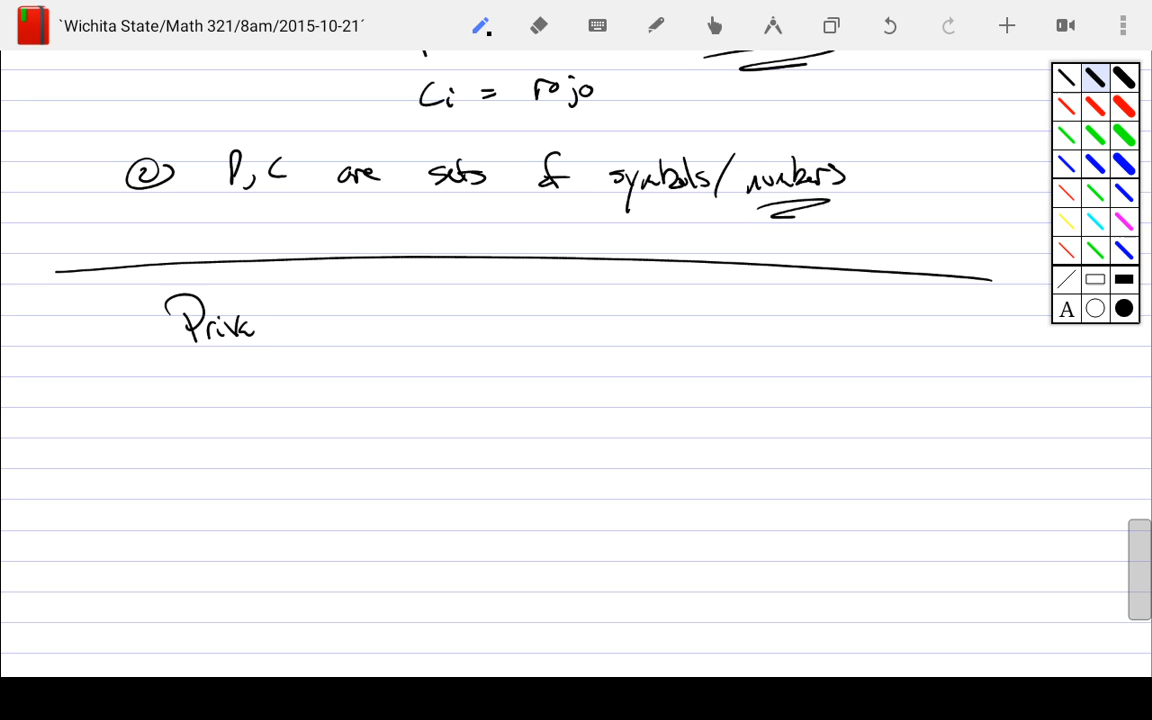 `Wichita State/Math 321/8am/2015-10-21´
Ci = rojo
② P, C are sets of symbols/numbers
Priva
A